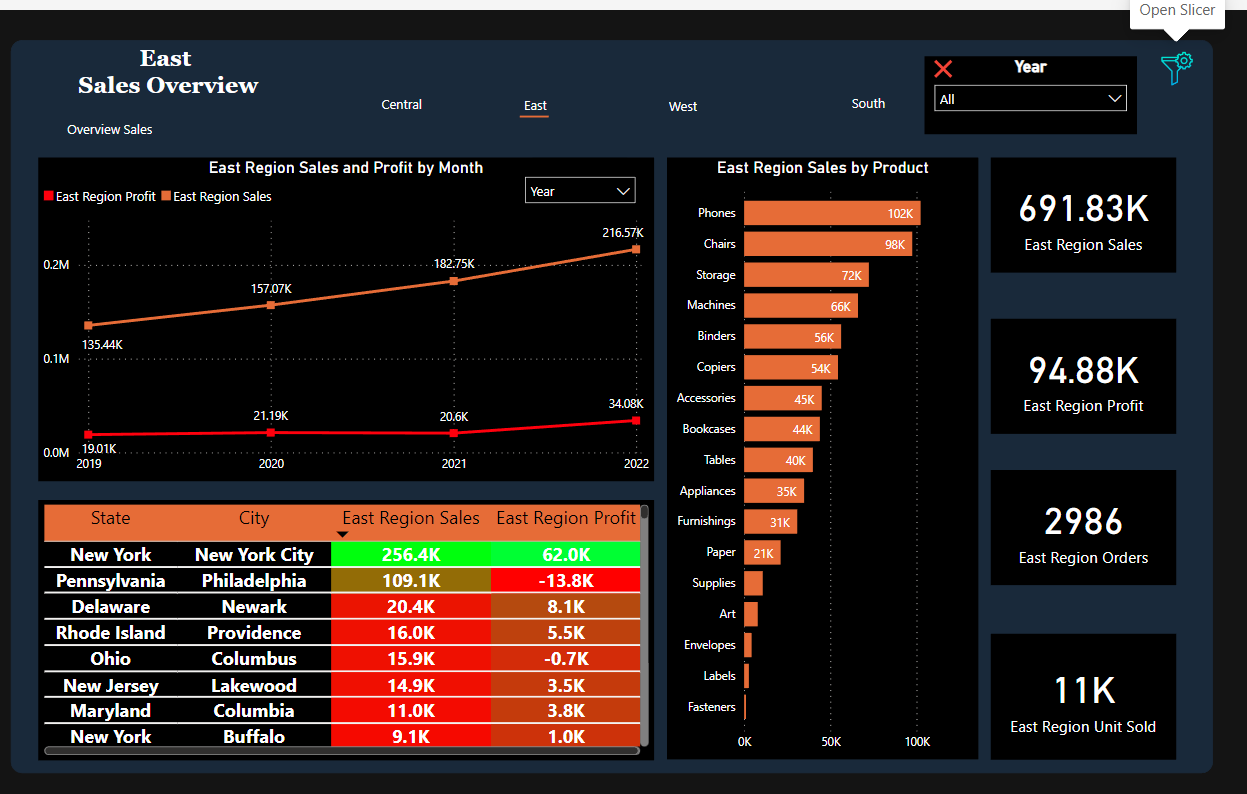 Open Slicer
East
Sales Overview
Year
All
Central
East
West
South
Overview Sales
East Region Sales and Profit by Month
East Region Profit East Region Sales
Year
0.2M
0.1M
0.0M
135.44K
157.07K
182.75K
216.57K
19.01K
21.19K
20.6K
34.08K
2019 2020 2021 2022
State City East Region Sales East Region Profit
New York New York City 256.4K 62.0K
Pennsylvania Philadelphia 109.1K -13.8K
Delaware Newark 20.4K 8.1K
Rhode Island Providence 16.0K 5.5K
Ohio Columbus 15.9K -0.7K
New Jersey Lakewood 14.9K 3.5K
Maryland Columbia 11.0K 3.8K
New York Buffalo 9.1K 1.0K
East Region Sales by Product
Phones 102K
Chairs 98K
Storage 72K
Machines 66K
Binders 56K
Copiers 54K
Accessories 45K
Bookcases 44K
Tables 40K
Appliances 35K
Furnishings 31K
Paper 21K
Supplies
Art
Envelopes
Labels
Fasteners
0K 50K 100K
691.83K
East Region Sales
94.88K
East Region Profit
2986
East Region Orders
11K
East Region Unit Sold